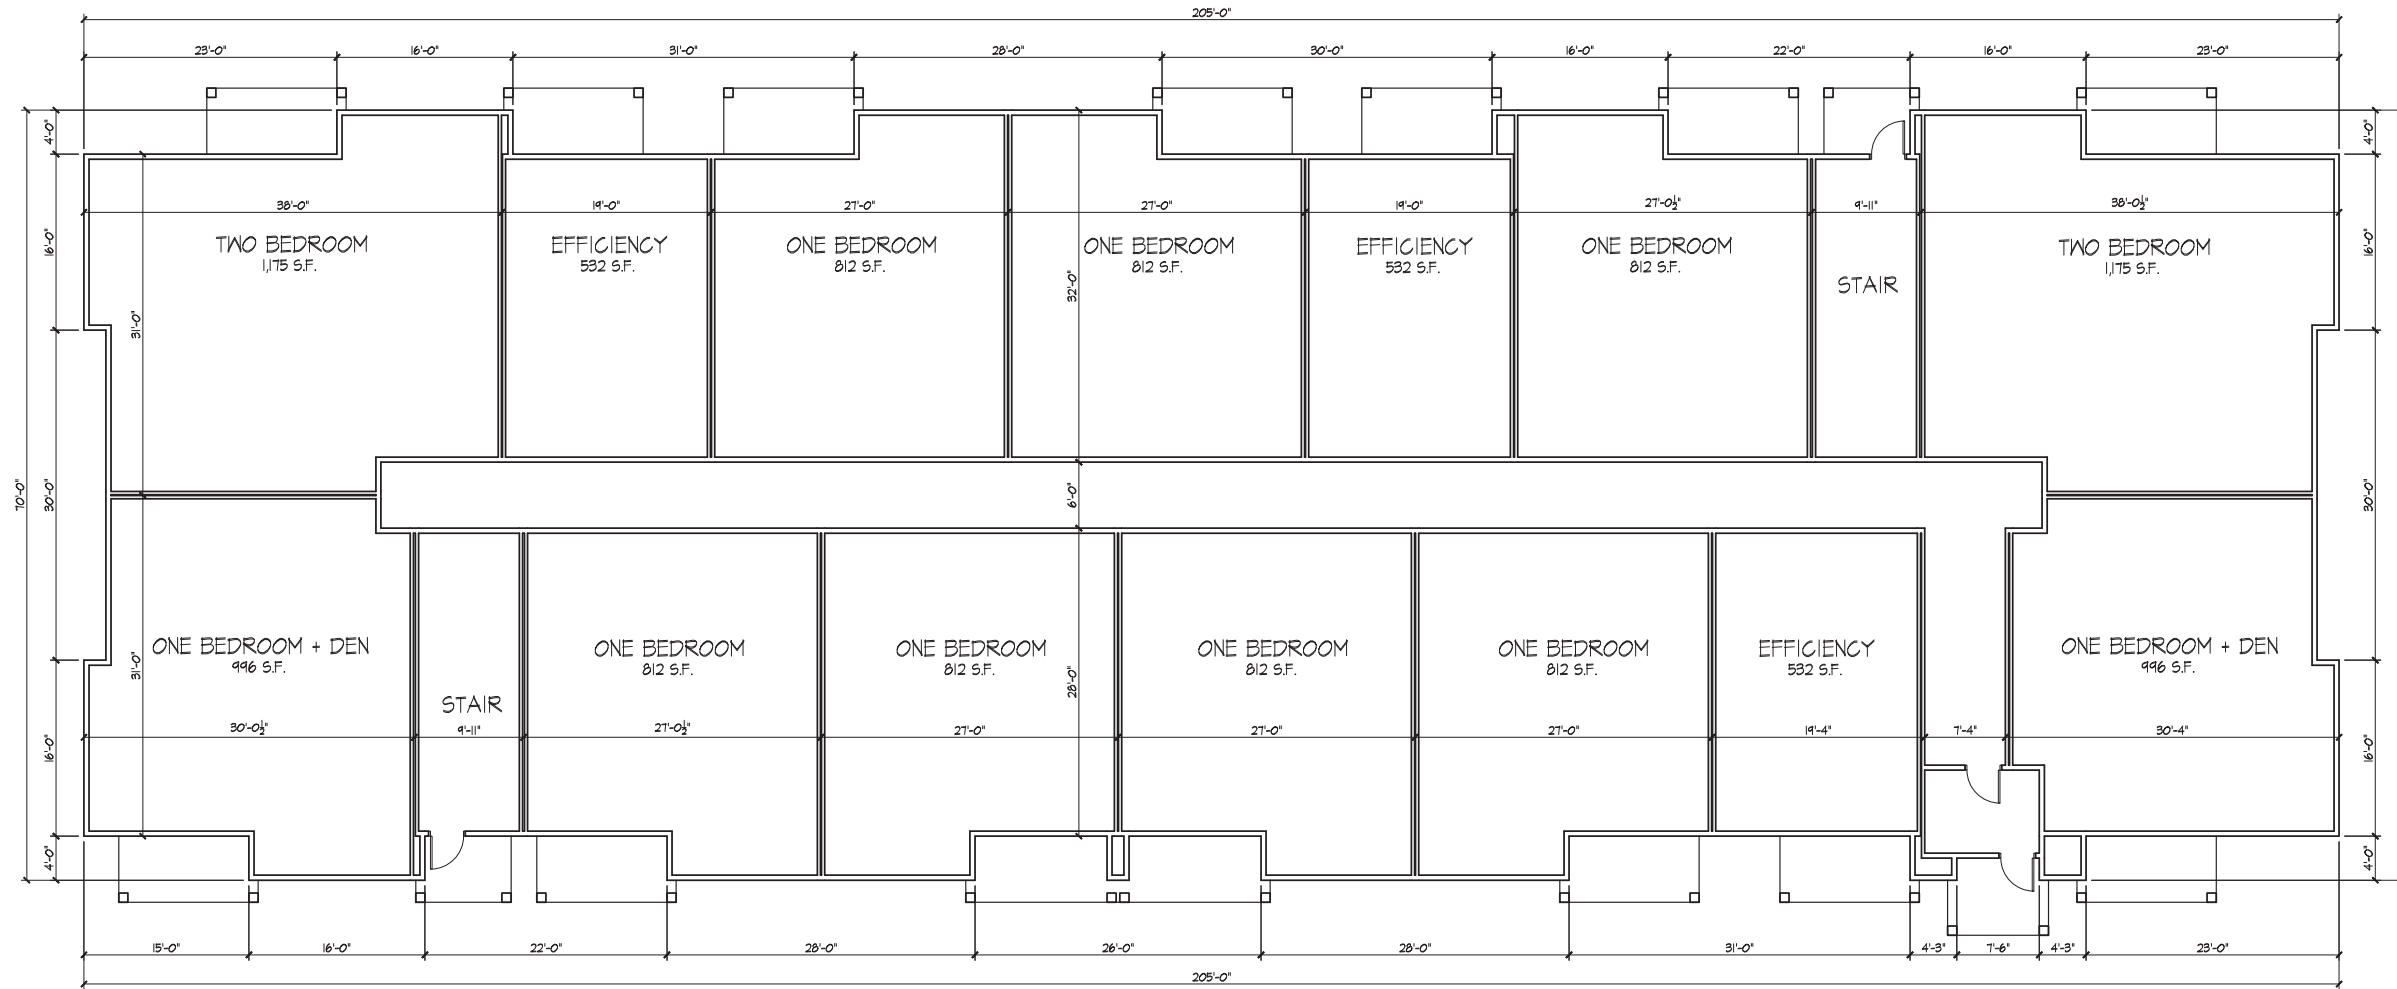 205'-0"
23'-0" 16'-0" 31'-0" 28'-0" 30'-0" 16'-0" 22'-0" 16'-0" 23'-0"
4'-0" 4'-0"
38'-0" 19'-0" 27'-0" 27'-0" 19'-0" 27'-0½" 9'-11" 38'-0½"
16'-0" TWO BEDROOM EFFICIENCY ONE BEDROOM ONE BEDROOM EFFICIENCY ONE BEDROOM TWO BEDROOM 16'-0"
1,175 S.F. 532 S.F. 812 S.F. 812 S.F. 532 S.F. 812 S.F. 1,175 S.F.
32'-0" STAIR
31'-0"
70'-0" 30'-0" 6'-0" 30'-0"
ONE BEDROOM + DEN ONE BEDROOM ONE BEDROOM ONE BEDROOM ONE BEDROOM EFFICIENCY ONE BEDROOM + DEN
996 S.F. 31'-0" 812 S.F. 812 S.F. 28'-0" 812 S.F. 812 S.F. 532 S.F. 996 S.F.
STAIR
30'-0½" 9'-11" 27'-0½" 27'-0" 27'-0" 27'-0" 19'-4" 7'-4" 30'-4"
16'-0" 16'-0"
4'-0" 4'-0"
15'-0" 16'-0" 22'-0" 28'-0" 26'-0" 28'-0" 31'-0" 4'-3" 7'-6" 4'-3" 23'-0"
205'-0"